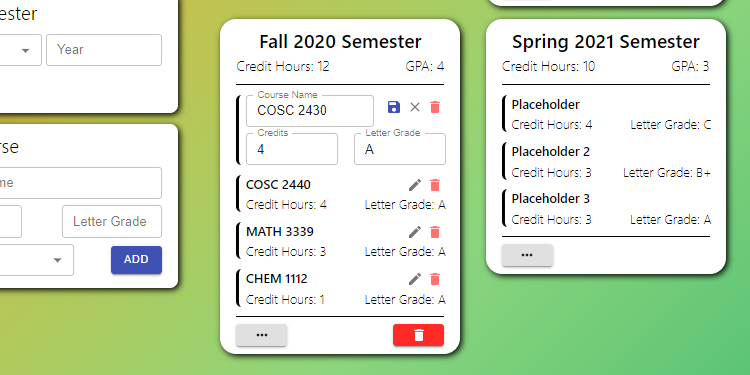 ester
Year
rse
me
Letter Grade
ADD
Fall 2020 Semester
Credit Hours: 12 GPA: 4
Course Name
COSC 2430
Credits Letter Grade
4 A
COSC 2440
Credit Hours: 4 Letter Grade: A
MATH 3339
Credit Hours: 3 Letter Grade: A
CHEM 1112
Credit Hours: 1 Letter Grade: A
...
Spring 2021 Semester
Credit Hours: 10 GPA: 3
Placeholder
Credit Hours: 4 Letter Grade: C
Placeholder 2
Credit Hours: 3 Letter Grade: B+
Placeholder 3
Credit Hours: 3 Letter Grade: A
...